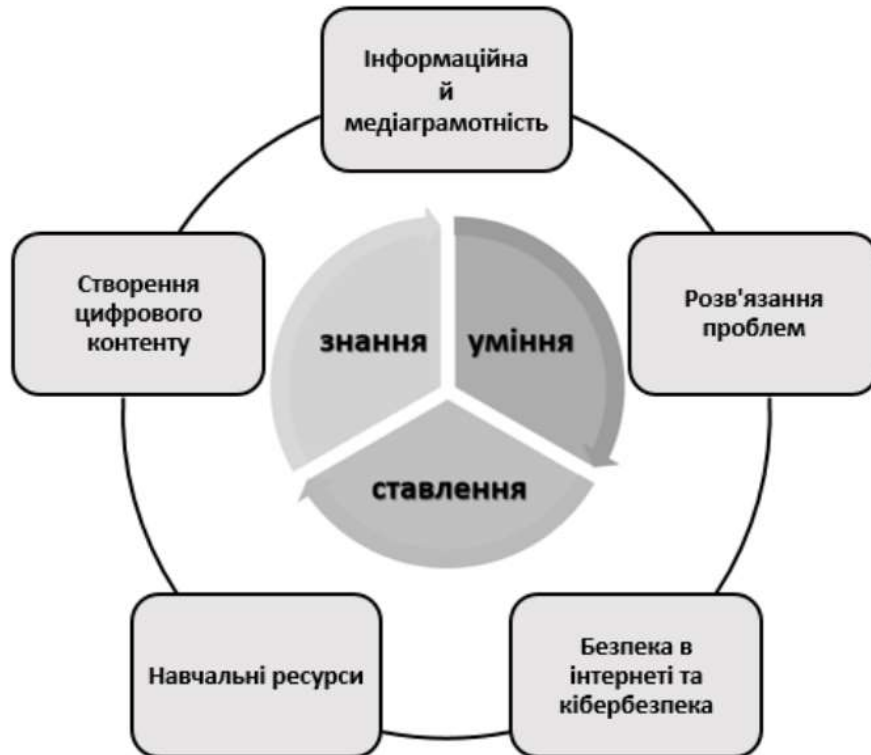 Інформаційна
й
медіаграмотність
Створення
цифрового
контенту
Розв'язання
проблем
знання
уміння
ставлення
Навчальні ресурси
Безпека в
інтернеті та
кібербезпека